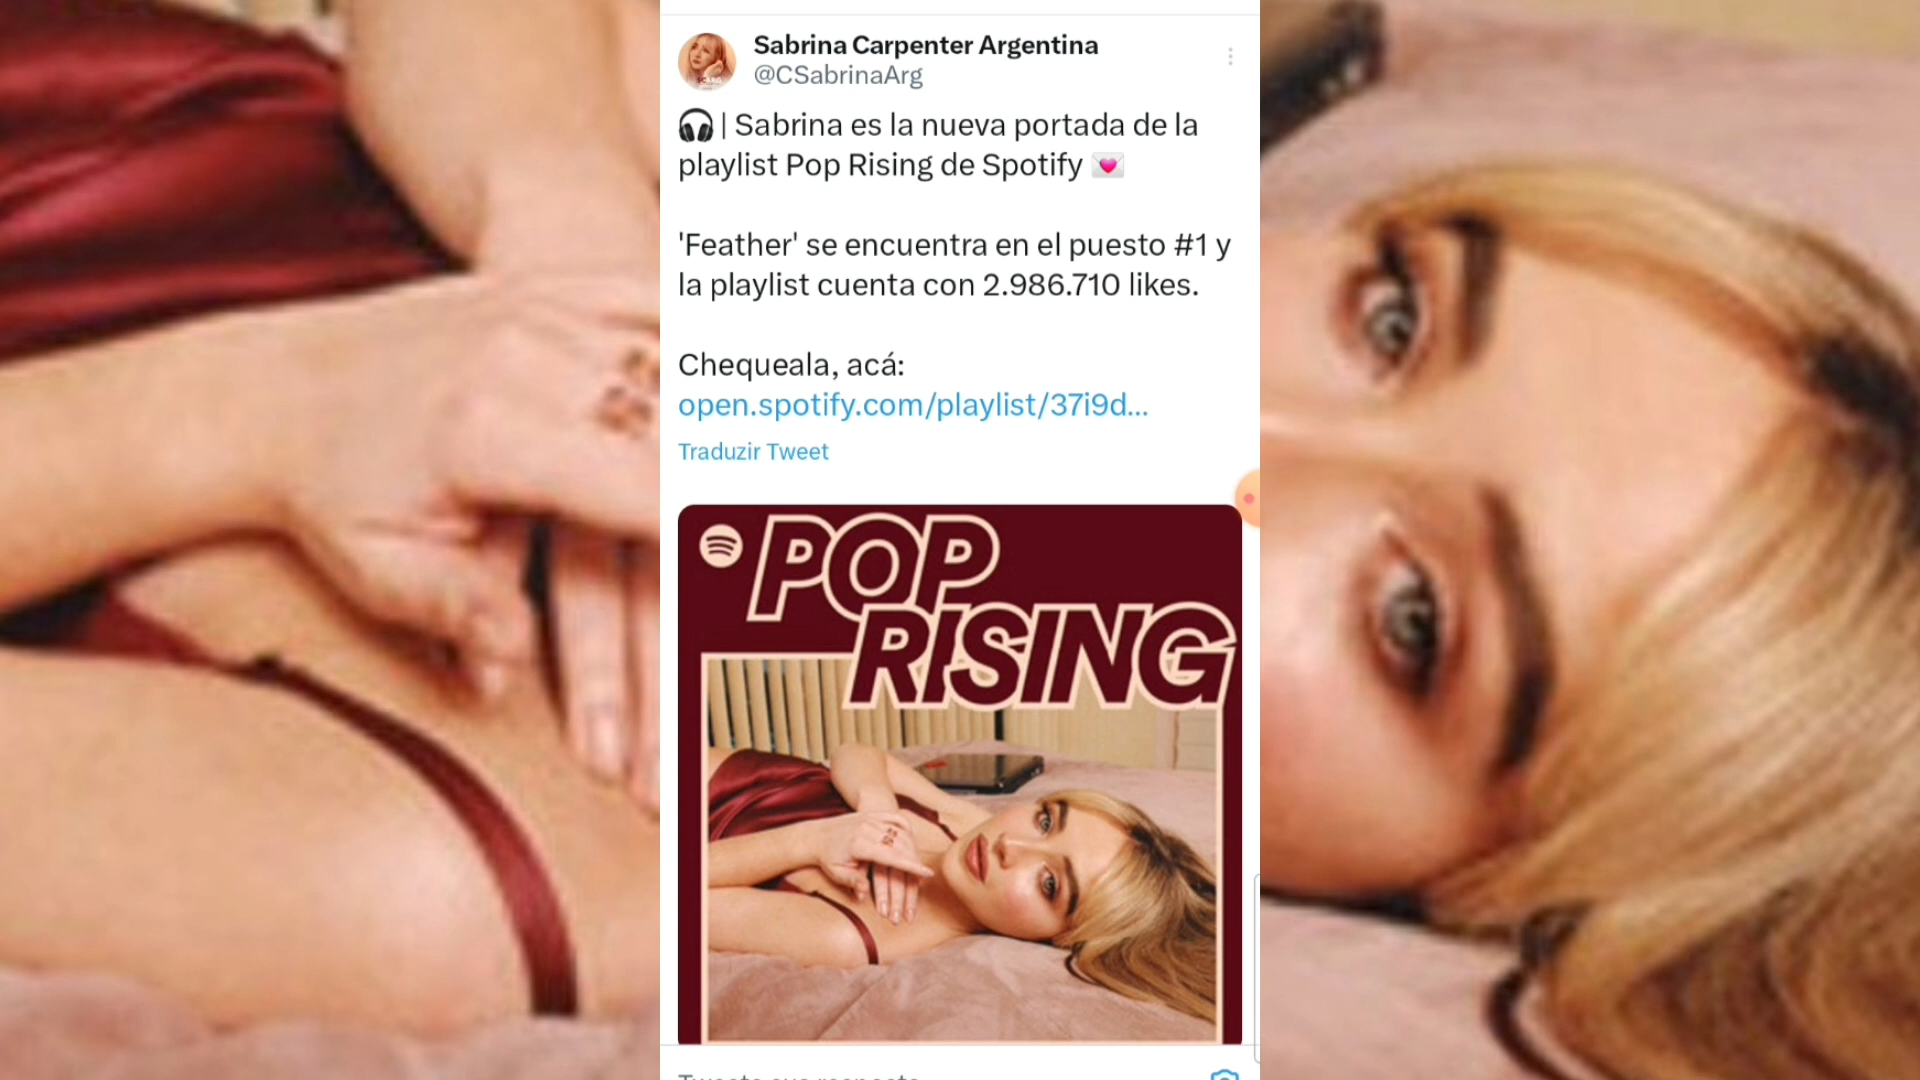 Sabrina Carpenter Argentina
@CSabrinaArg
🎧| Sabrina es la nueva portada de la
playlist Pop Rising de Spotify 💌
'Feather' se encuentra en el puesto #1 y
la playlist cuenta con 2.986.710 likes.
Chequeala, acá:
open.spotify.com/playlist/37i9d...
Traduzir Tweet
POP
RISING